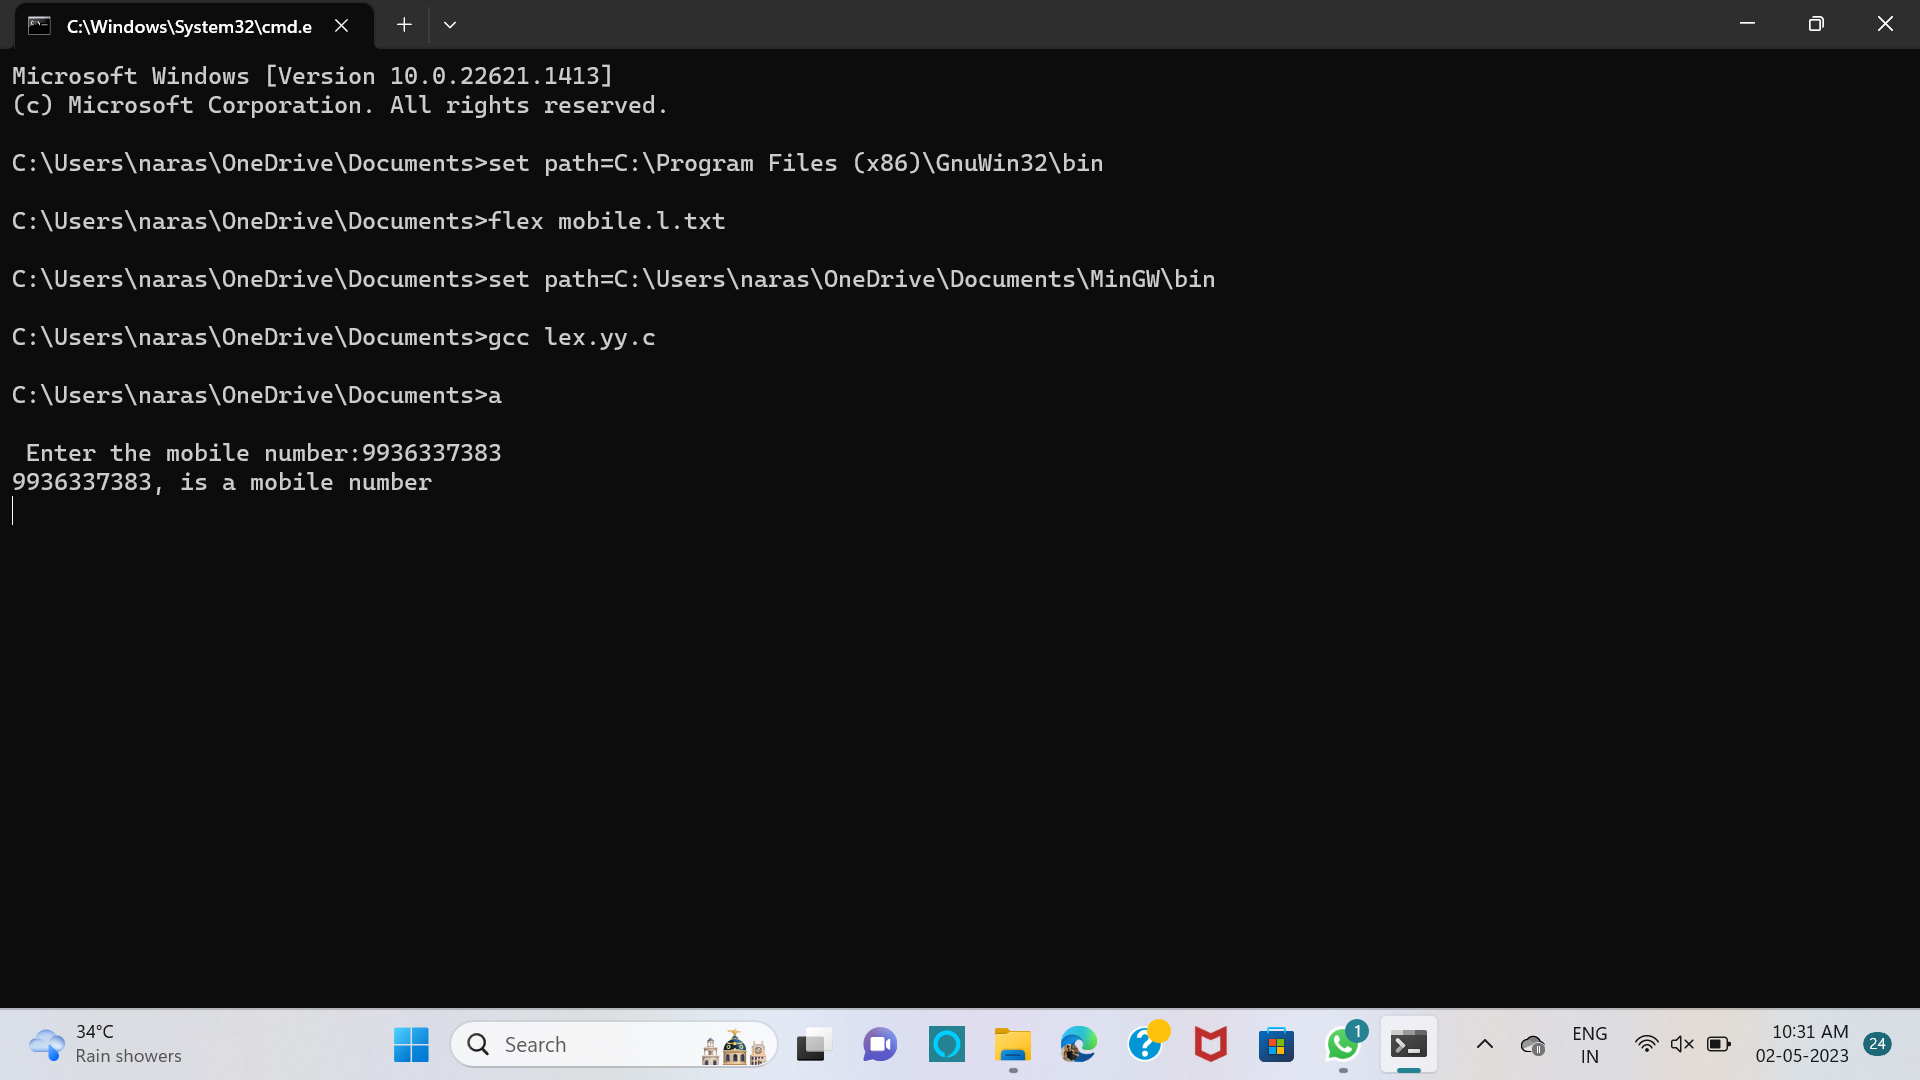 C:\Windows\System32\cmd.e
Microsoft Windows [Version 10.0.22621.1413]
(c) Microsoft Corporation. All rights reserved.
C:\Users\naras\OneDrive\Documents>set path=C:\Program Files (x86)\GnuWin32\bin
C:\Users\naras\OneDrive\Documents>flex mobile.l.txt
C:\Users\naras\OneDrive\Documents>set path=C:\Users\naras\OneDrive\Documents\MinGW\bin
C:\Users\naras\OneDrive\Documents>gcc lex.yy.c
C:\Users\naras\OneDrive\Documents>a
Enter the mobile number:9936337383
9936337383, is a mobile number
34°C
Rain showers
Search
1
ENG
IN
10:31 AM
02-05-2023
24